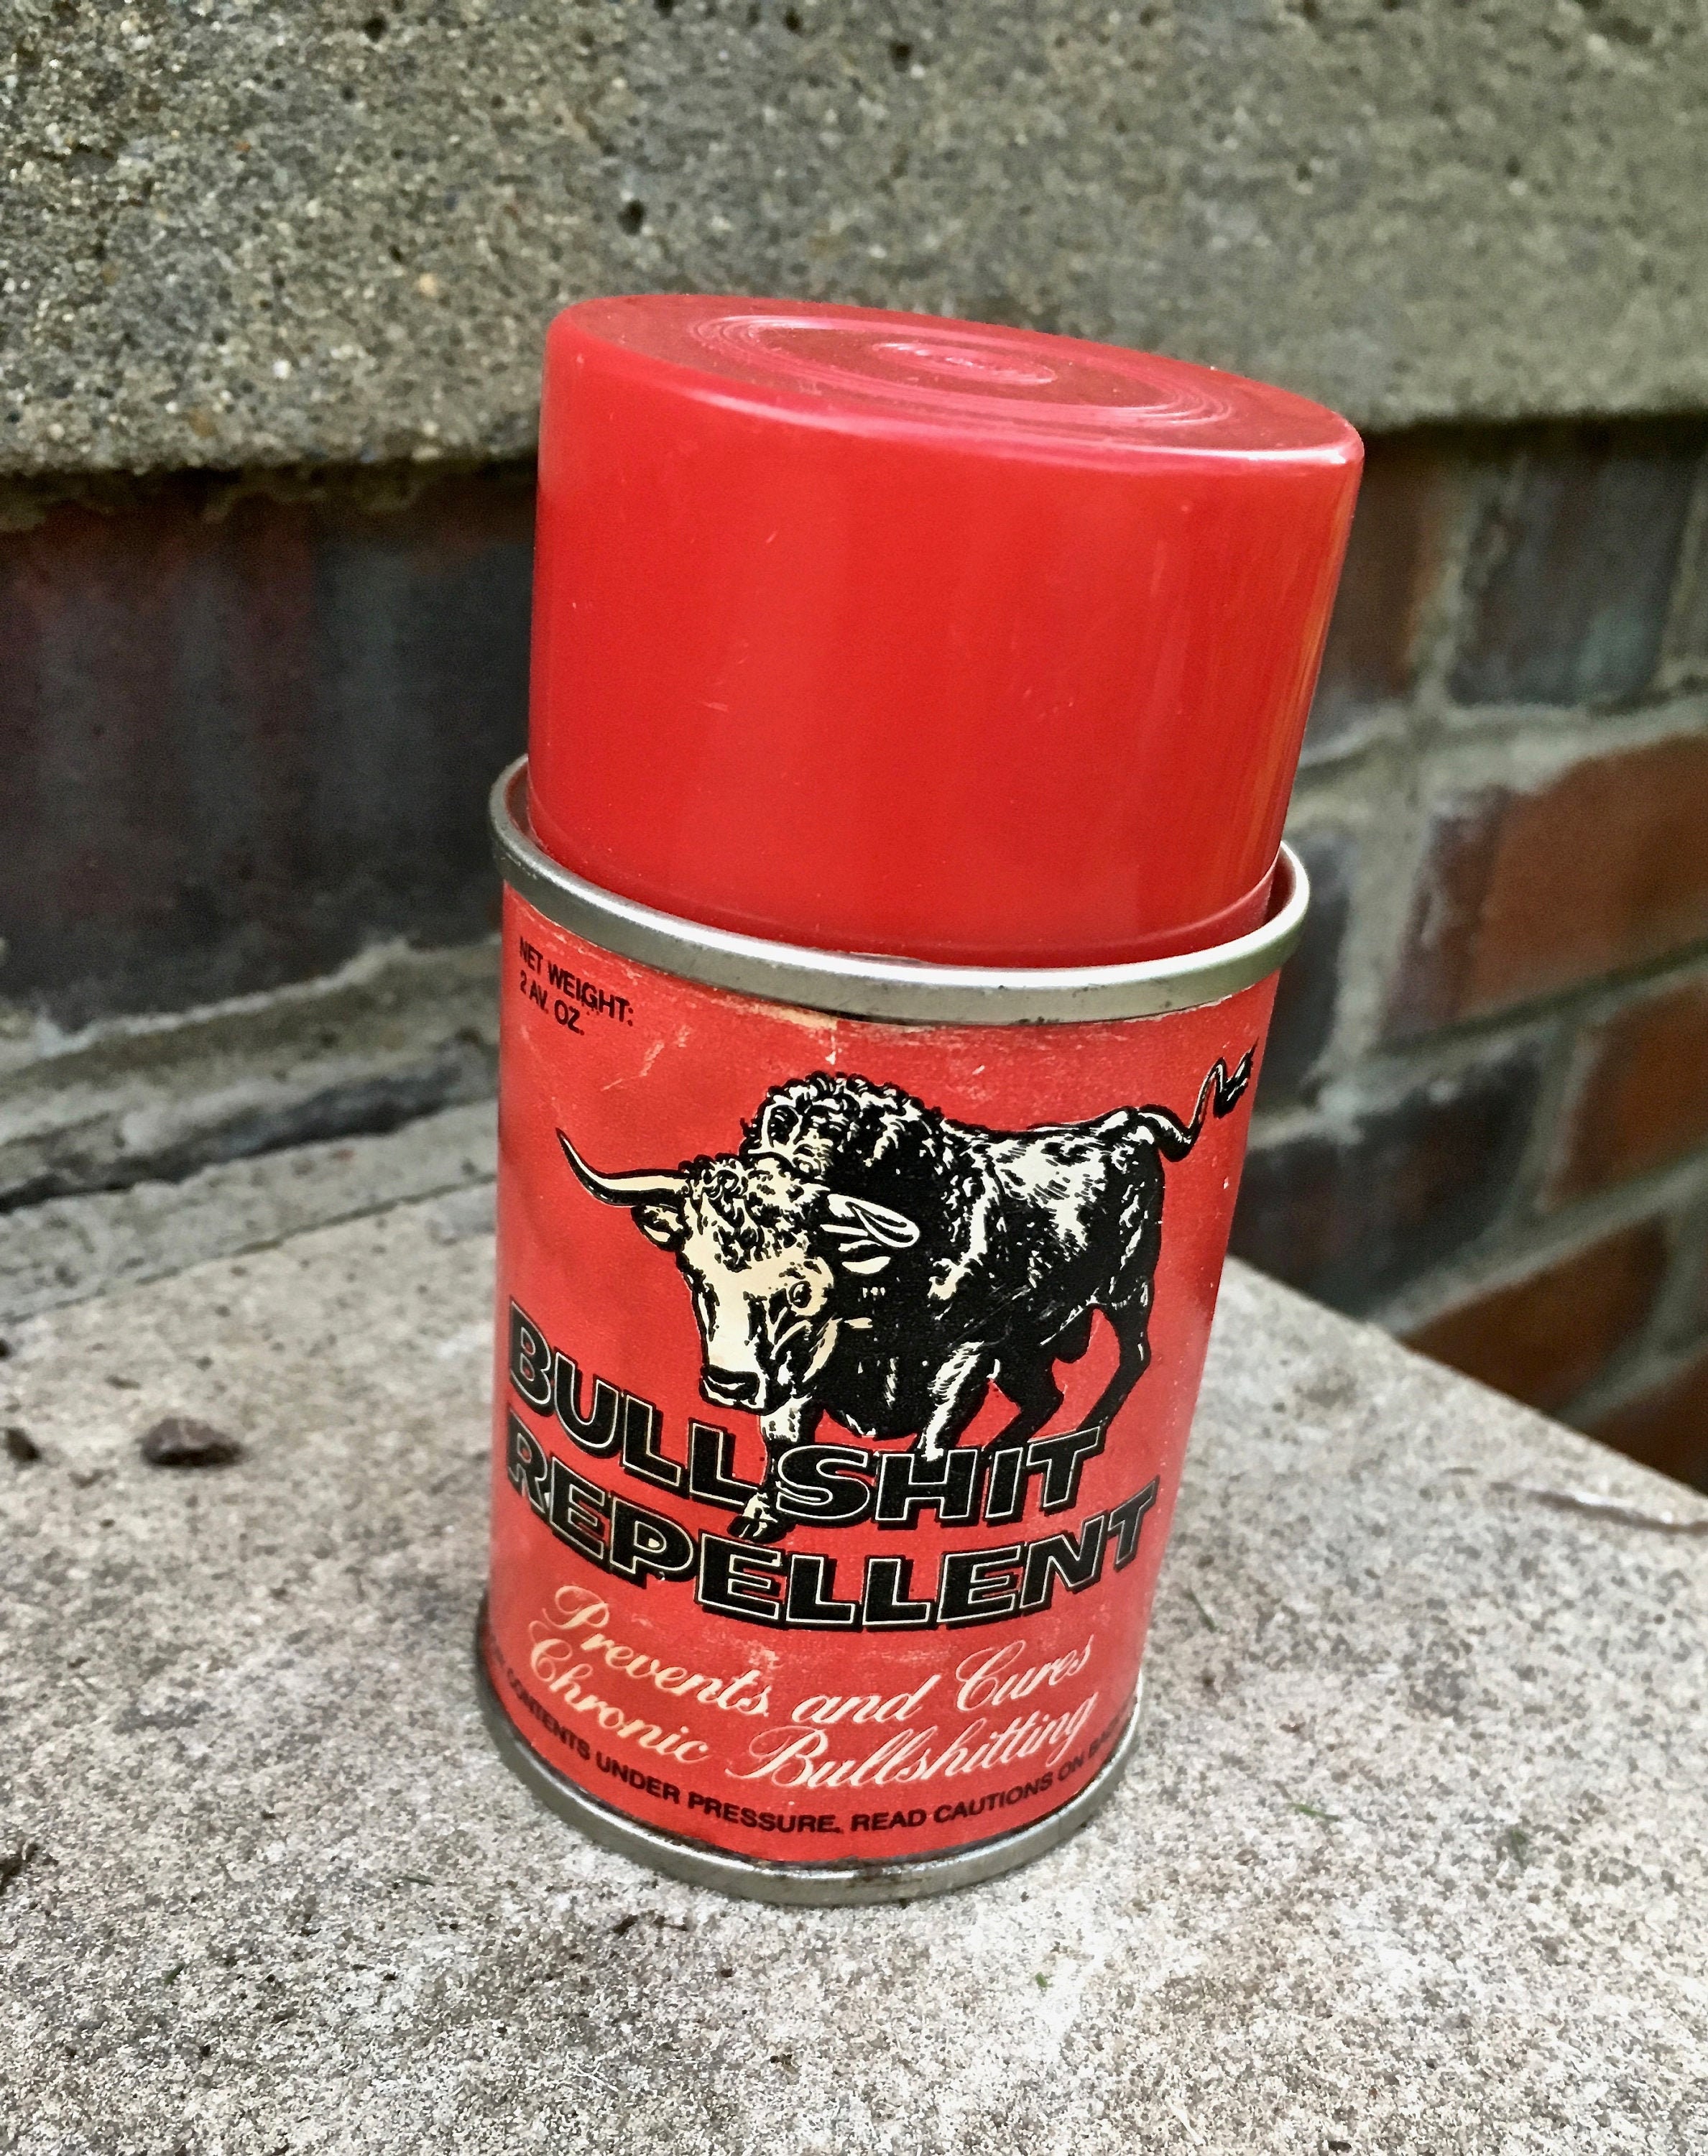 NET WEIGHT:
2 AV. OZ.
BULLSHIT
REPELLENT
Prevents and Cures
Chronic Bullshitting
CONTENTS UNDER PRESSURE. READ CAUTIONS ON